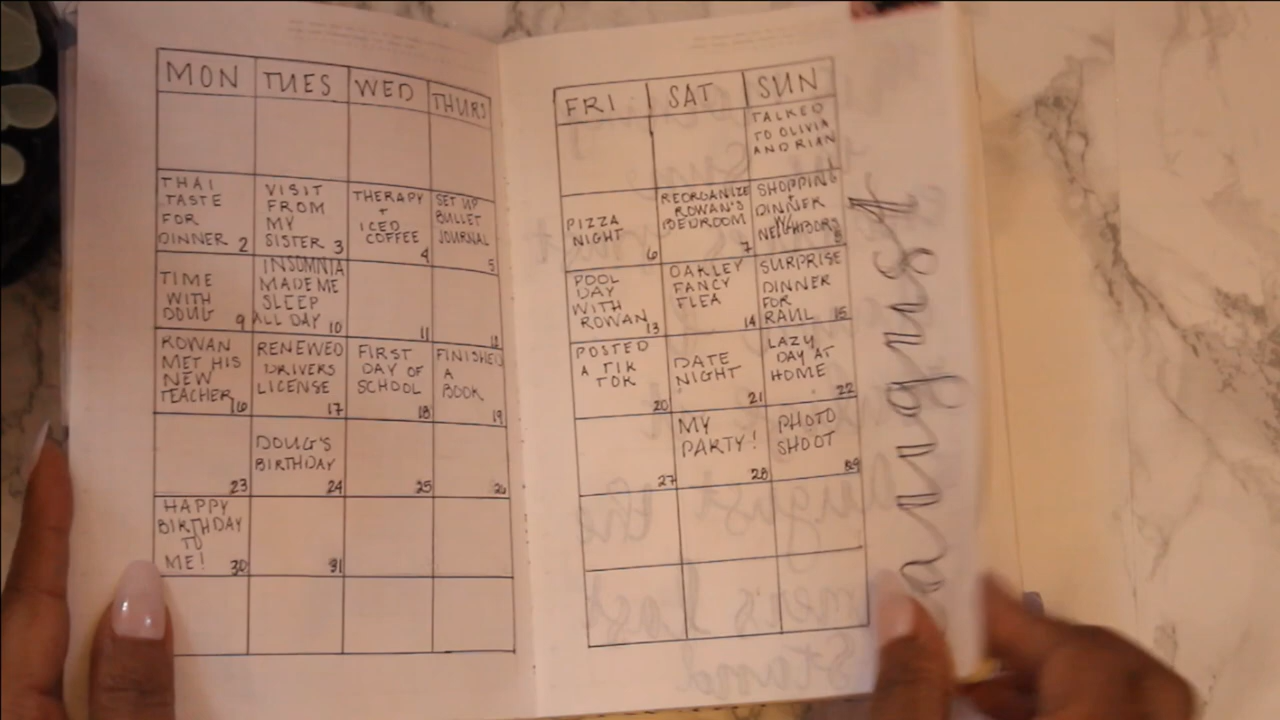 MON TUES WED THURS
THAI
TASTE
FOR
DINNER 2
VISIT
FROM
MY
SISTER 3
THERAPY
+
ICED
COFFEE
4
SET UP
BULLET
JOURNAL
5
TIME
WITH
DOUG 9
INSOMNIA
MADE ME
SLEEP
ALL DAY 10
11
12
ROWAN
MET HIS
NEW
TEACHER 16
RENEWED
DRIVERS
LICENSE
17
FIRST
DAY OF
SCHOOL
18
FINISHED
A
BOOK
19
23
DOUG'S
BIRTHDAY
24
25
26
HAPPY
BIRTHDAY
TO
ME! 30
31
FRI SAT SUN
TALKED
TO OLIVIA
AND RIAN
1
PIZZA
NIGHT
6
REORGANIZE
ROWAN'S
BEDROOM
7
SHOPPING
&
DINNER
W/
NEIGHBORS
8
POOL
DAY
WITH
ROWAN 13
OAKLEY
FANCY
FLEA
14
SURPRISE
DINNER
FOR
RAUL 15
POSTED
A TIK
TOK
20
DATE
NIGHT
21
LAZY
DAY AT
HOME
22
27
MY
PARTY!
28
PHOTO
SHOOT
29
august